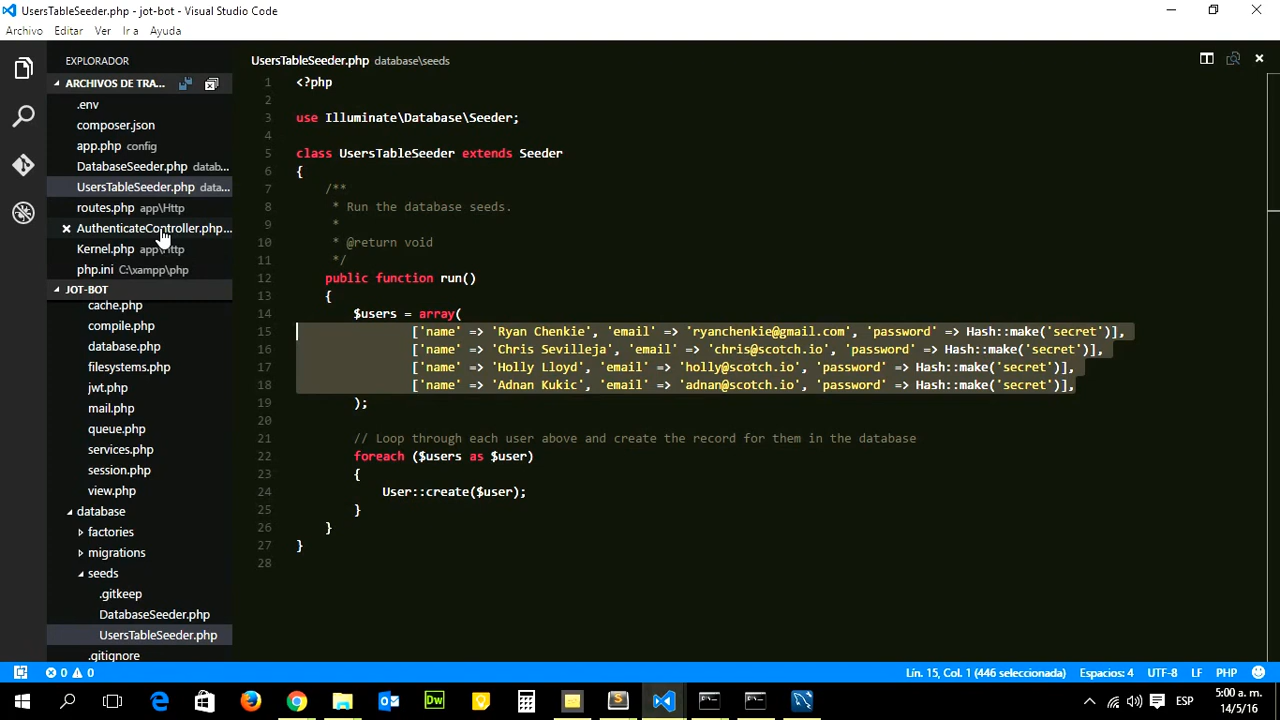 UsersTableSeeder.php - jot-bot - Visual Studio Code
Archivo Editar Ver Ir a Ayuda
EXPLORADOR
ARCHIVOS DE TRA...
.env
composer.json
app.php config
DatabaseSeeder.php datab...
UsersTableSeeder.php data...
routes.php app\Http
AuthenticateController.php...
Kernel.php app\Http
php.ini C:\xampp\php
JOT-BOT
cache.php
compile.php
database.php
filesystems.php
jwt.php
mail.php
queue.php
services.php
session.php
view.php
database
factories
migrations
seeds
.gitkeep
DatabaseSeeder.php
UsersTableSeeder.php
.gitignore
UsersTableSeeder.php database\seeds
1 <?php
2
3 use Illuminate\Database\Seeder;
4
5 class UsersTableSeeder extends Seeder
6 {
7 /**
8 * Run the database seeds.
9 *
10 * @return void
11 */
12 public function run()
13 {
14 $users = array(
15 ['name' => 'Ryan Chenkie', 'email' => 'ryanchenkie@gmail.com', 'password' => Hash::make('secret')],
16 ['name' => 'Chris Sevilleja', 'email' => 'chris@scotch.io', 'password' => Hash::make('secret')],
17 ['name' => 'Holly Lloyd', 'email' => 'holly@scotch.io', 'password' => Hash::make('secret')],
18 ['name' => 'Adnan Kukic', 'email' => 'adnan@scotch.io', 'password' => Hash::make('secret')],
19 );
20
21 // Loop through each user above and create the record for them in the database
22 foreach ($users as $user)
23 {
24 User::create($user);
25 }
26 }
27 }
28
0 0
Lín. 15, Col. 1 (446 seleccionada) Espacios: 4 UTF-8 LF PHP
Dw
ESP
5:00 a. m.
14/5/16